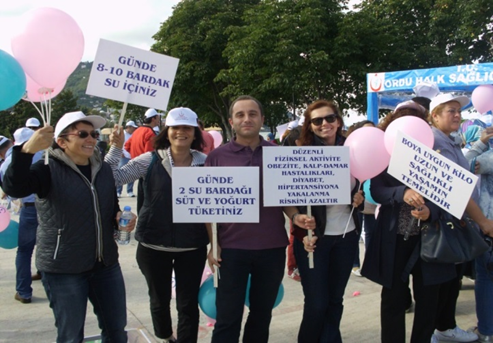 GÜNDE
8-10 BARDAK
SU İÇİNİZ
GÜNDE
2 SU BARDAĞI
SÜT VE YOĞURT
TÜKETİNİZ
DÜZENLİ
FİZİKSEL AKTİVİTE
OBEZİTE, KALP-DAMAR
HASTALIKLARI,
DİYABET,
HİPERTANSİYONA
YAKALANMA
RİSKİNİ AZALTIR
BOYA UYGUN KİLO
UZUN VE
SAĞLIKLI
YAŞAMIN
TEMELİDİR
ORDU HALK SAĞLIĞI